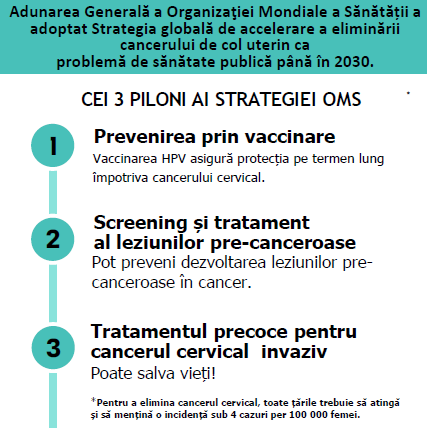 Adunarea Generală a Organizației Mondiale a Sănătății a
adoptat Strategia globală de accelerare a eliminării
cancerului de col uterin ca
problemă de sănătate publică până în 2030.
CEI 3 PILONI AI STRATEGIEI OMS
1
Prevenirea prin vaccinare
Vaccinarea HPV asigură protecția pe termen lung
împotriva cancerului cervical.
2
Screening și tratament
al leziunilor pre-canceroase
Pot preveni dezvoltarea leziunilor pre-
canceroase în cancer.
3
Tratamentul precoce pentru
cancerul cervical invaziv
Poate salva vieți!
*Pentru a elimina cancerul cervical, toate țările trebuie să atingă
și să mențină o incidență sub 4 cazuri per 100 000 femei.